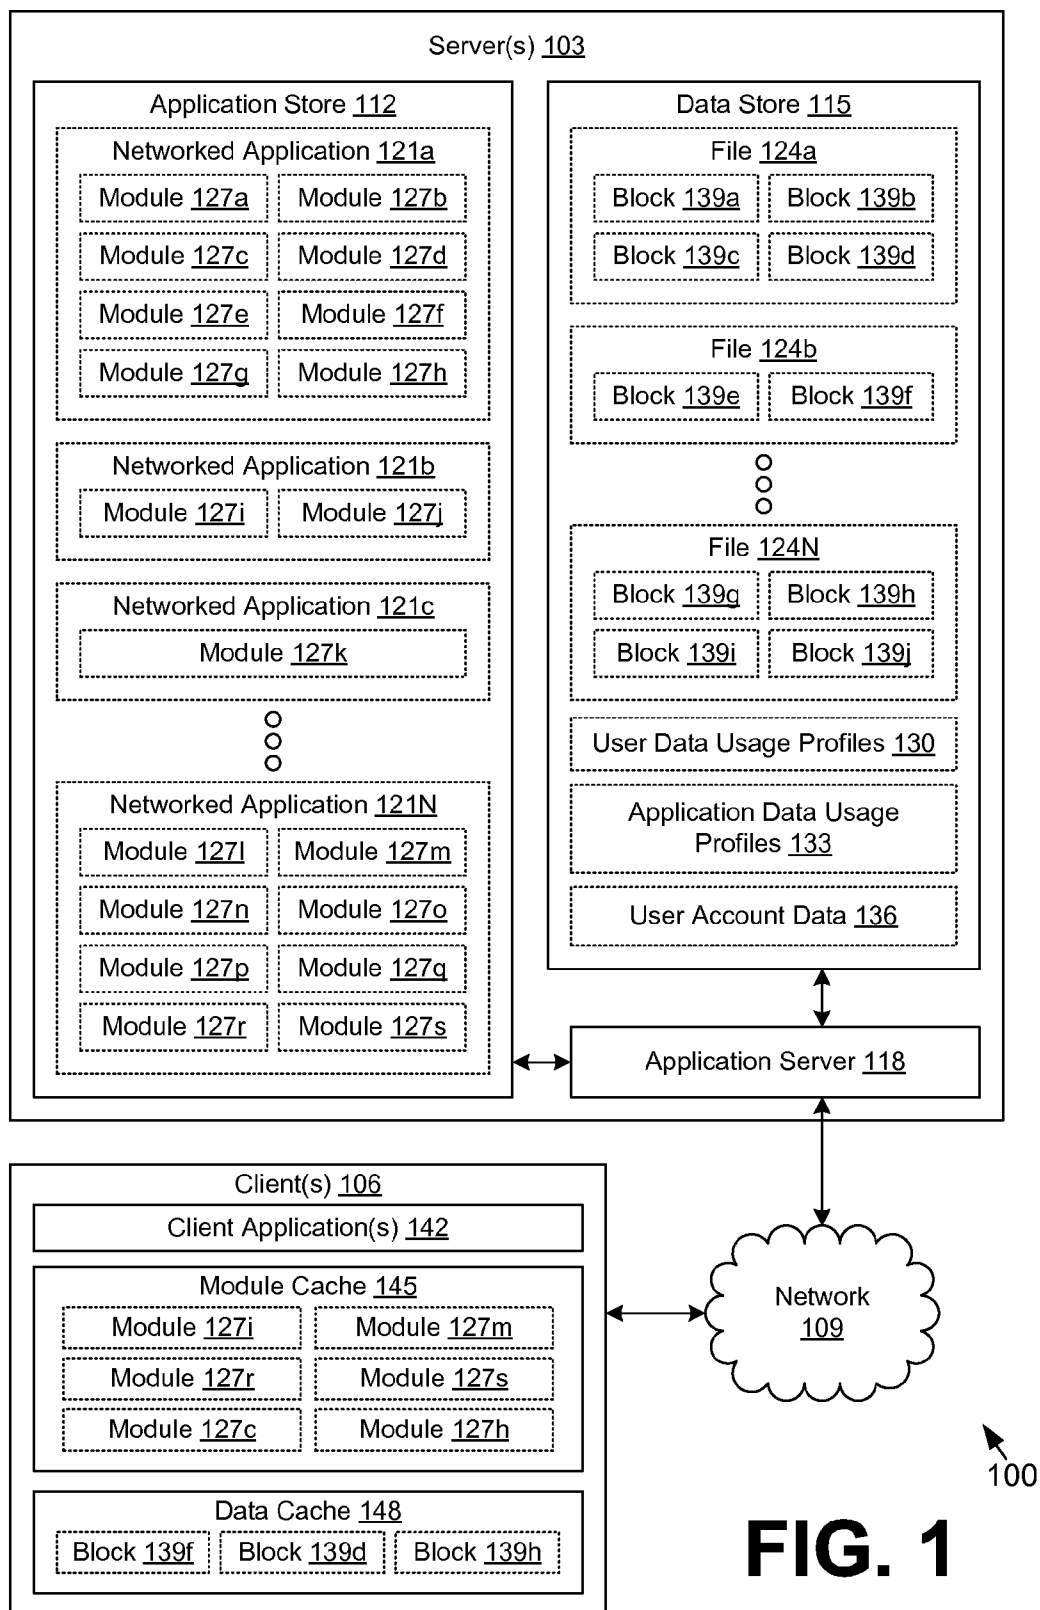 Server(s) 103
Application Store 112
Networked Application 121a
Module 127a
Module 127b
Module 127c
Module 127d
Module 127e
Module 127f
Module 127g
Module 127h
Networked Application 121b
Module 127i
Module 127j
Networked Application 121c
Module 127k
Networked Application 121N
Module 127l
Module 127m
Module 127n
Module 127o
Module 127p
Module 127q
Module 127r
Module 127s
Data Store 115
File 124a
Block 139a
Block 139b
Block 139c
Block 139d
File 124b
Block 139e
Block 139f
File 124N
Block 139g
Block 139h
Block 139i
Block 139j
User Data Usage Profiles 130
Application Data Usage
Profiles 133
User Account Data 136
Application Server 118
Client(s) 106
Client Application(s) 142
Module Cache 145
Module 127i
Module 127m
Module 127r
Module 127s
Module 127c
Module 127h
Data Cache 148
Block 139f
Block 139d
Block 139h
Network
109
100
FIG. 1